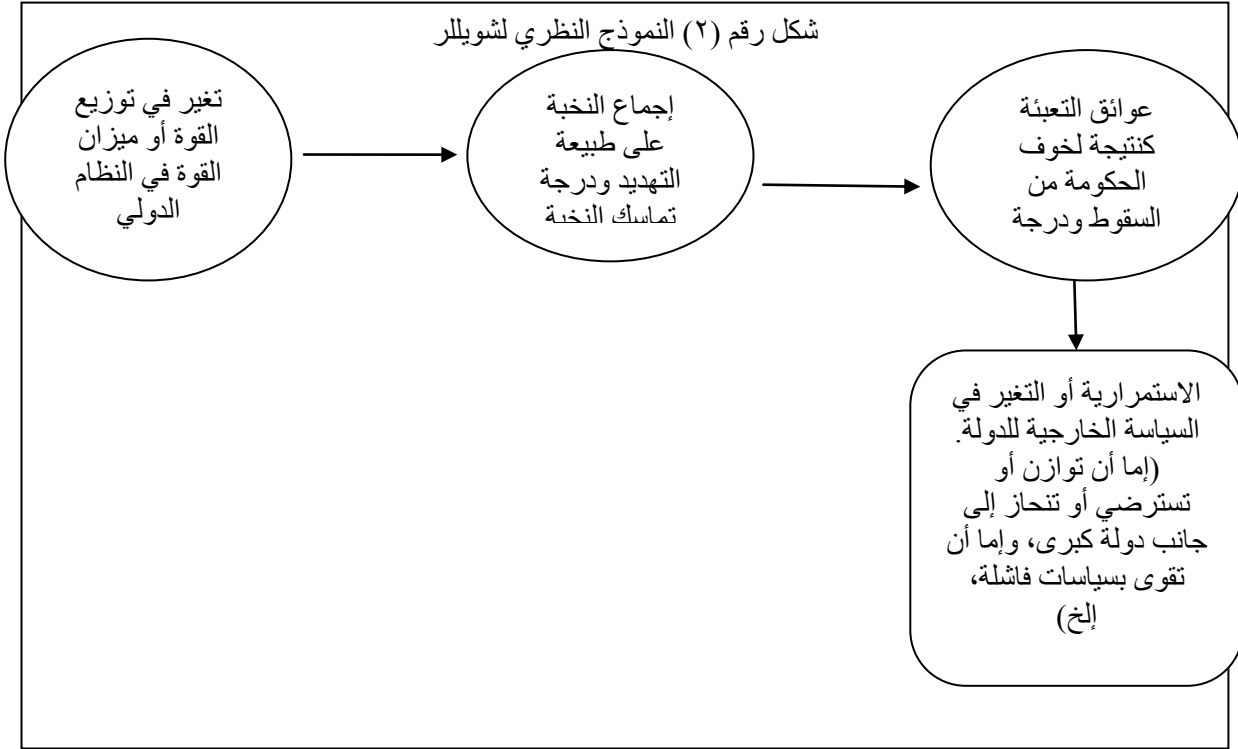 شكل رقم (٢) النموذج النظري لشويللر
تغير في توزيع
القوة أو ميزان
القوة في النظام
الدولي
إجماع النخبة
على طبيعة
التهديد ودرجة
تماسك النخبة
عوائق التعبئة
كنتيجة لخوف
الحكومة من
السقوط ودرجة
الاستمرارية أو التغير في
السياسة الخارجية للدولة.
(إما أن توازن أو
تسترضي أو تنحاز إلى
جانب دولة كبرى، وإما أن
تقوى بسياسات فاشلة،
إلخ)